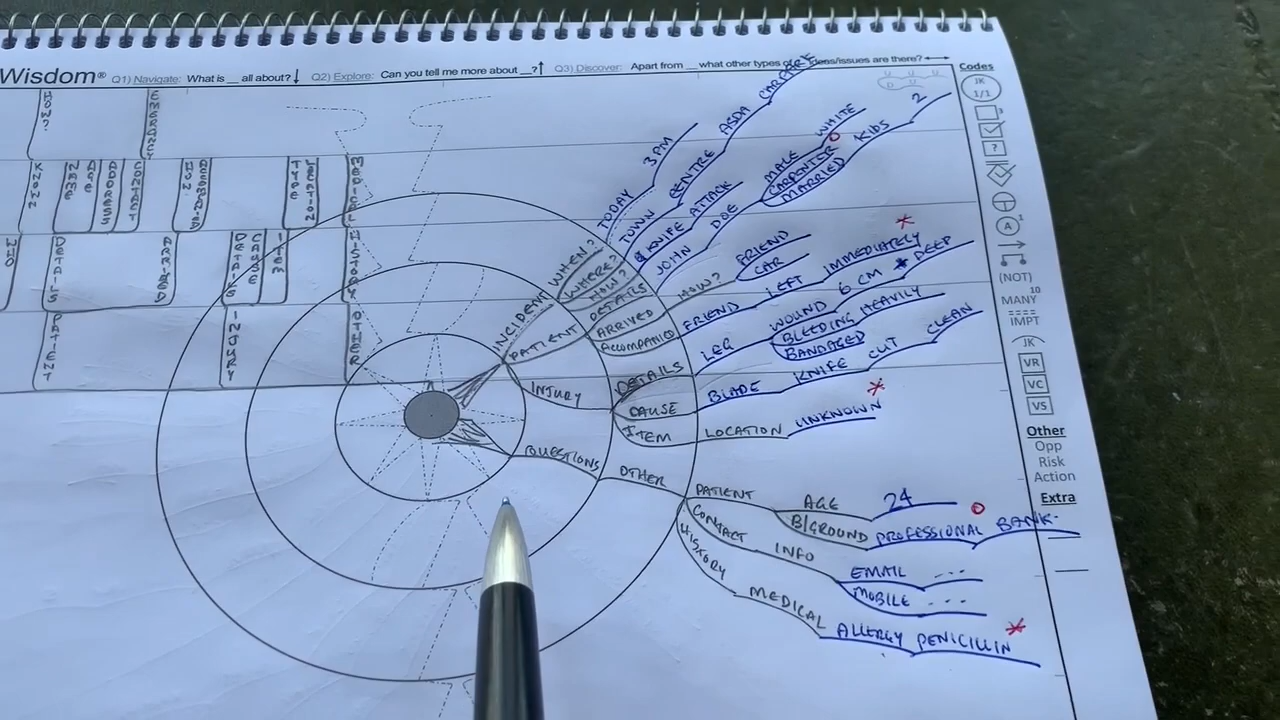 Wisdom® Q1) Navigate: What is __ all about?↓ Q2) Explore: Can you tell me more about __?↑ Q3) Discover: Apart from __ what other types of ideas/issues are there?
Codes
JK
1/1
?
A
(NOT)
MANY 10
IMPT
JK
VR
VC
VS
Other
Opp
Risk
Action
Extra
HOW?
KNOWN
NAME
AGE
ADDRESS
CONTACT
TYPE
LOCATION
MEDICAL HISTORY OTHER
WHO
DETAILS
ARRIVED
DETAILS
CAUSE
ITEM
PATIENT
INJURY
INCIDENT WHEN? TODAY 3PM
WHERE? TOWN CENTRE ASDA CARPARK
HOW? KNIFE ATTACK
PATIENT DETAILS JOHN DOE MALE WHITE
CARPENTER
MARRIED KIDS 2
ARRIVED HOW? FRIEND
CAR
ACCOMPANIED FRIEND LEFT IMMEDIATELY *
INJURY DETAILS LEG WOUND 6 CM * DEEP
BLEEDING HEAVILY
BANDAGED
CAUSE BLADE KNIFE CUT CLEAN
ITEM LOCATION UNKNOWN *
QUESTIONS OTHER PATIENT AGE 24
B/GROUND PROFESSIONAL BANK-
CONTACT INFO EMAIL ...
MOBILE ...
HISTORY MEDICAL ALLERGY PENICILLIN *